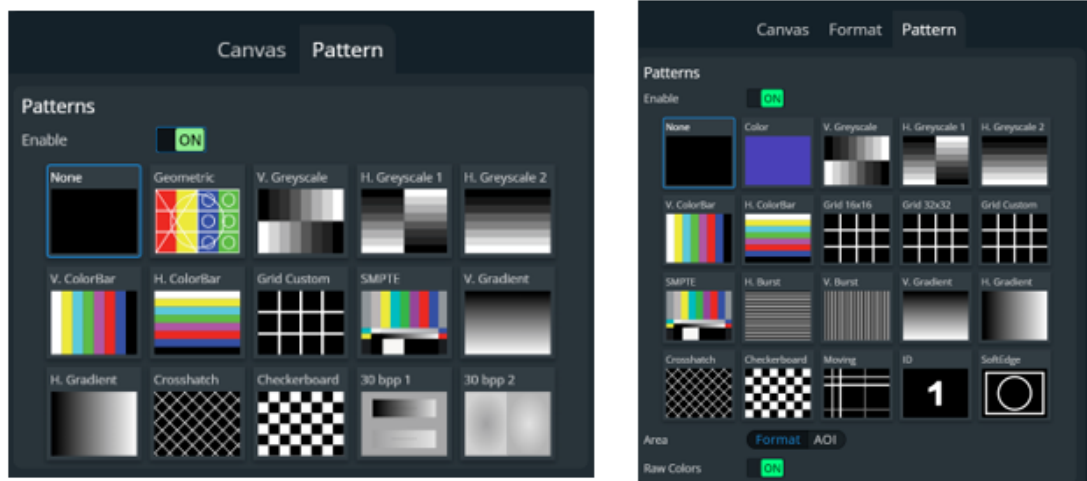 Canvas Pattern
Patterns
Enable ON
None Geometric V. Greyscale H. Greyscale 1 H. Greyscale 2
V. ColorBar H. ColorBar Grid Custom SMPTE V. Gradient
H. Gradient Crosshatch Checkerboard 30 bpp 1 30 bpp 2
Canvas Format Pattern
Patterns
Enable ON
None Color V. Greyscale H. Greyscale 1 H. Greyscale 2
V. ColorBar H. ColorBar Grid 16x16 Grid 32x32 Grid Custom
SMPTE H. Burst V. Burst V. Gradient H. Gradient
Crosshatch Checkerboard Moving ID SoftEdge
1
Area Format AOI
Raw Colors ON